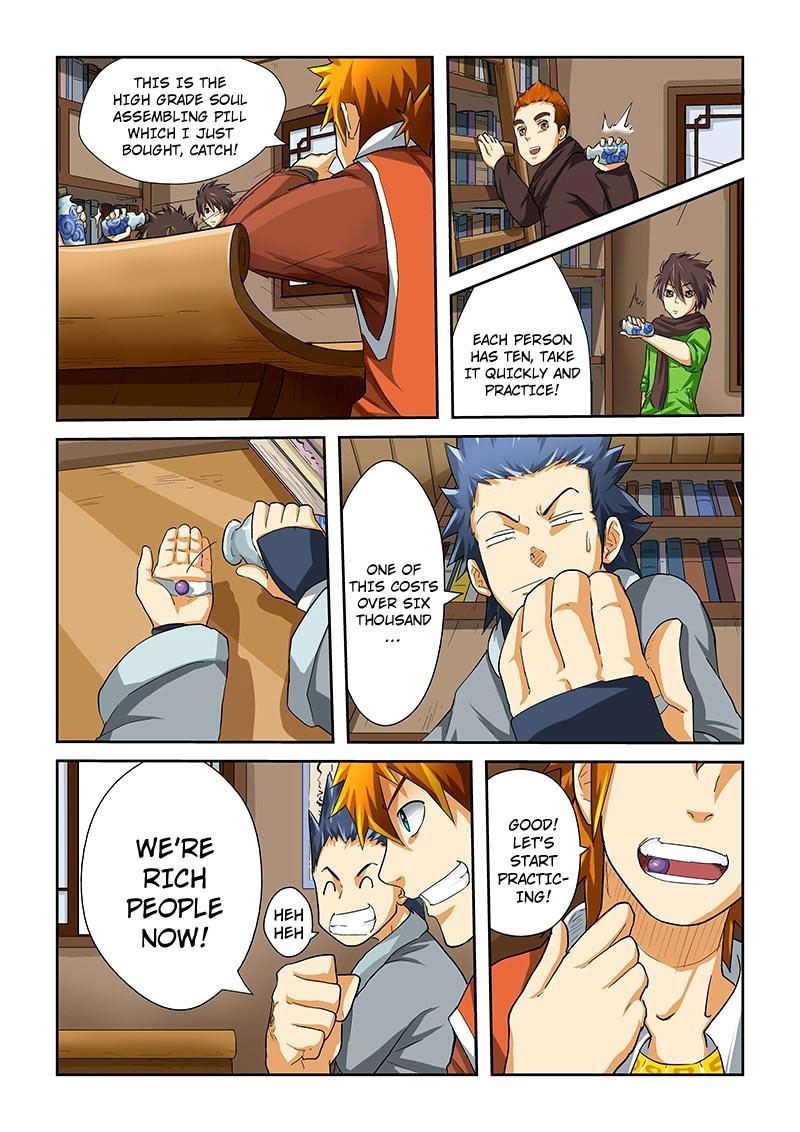 THIS IS THE
HIGH GRADE SOUL
ASSEMBLING PILL
WHICH I JUST
BOUGHT, CATCH!
EACH PERSON
HAS TEN, TAKE
IT QUICKLY AND
PRACTICE!
ONE OF
THIS COSTS
OVER SIX
THOUSAND
...
WE'RE
RICH
PEOPLE
NOW!
HEH
HEH
GOOD!
LET'S
START
PRACTIC-
ING!